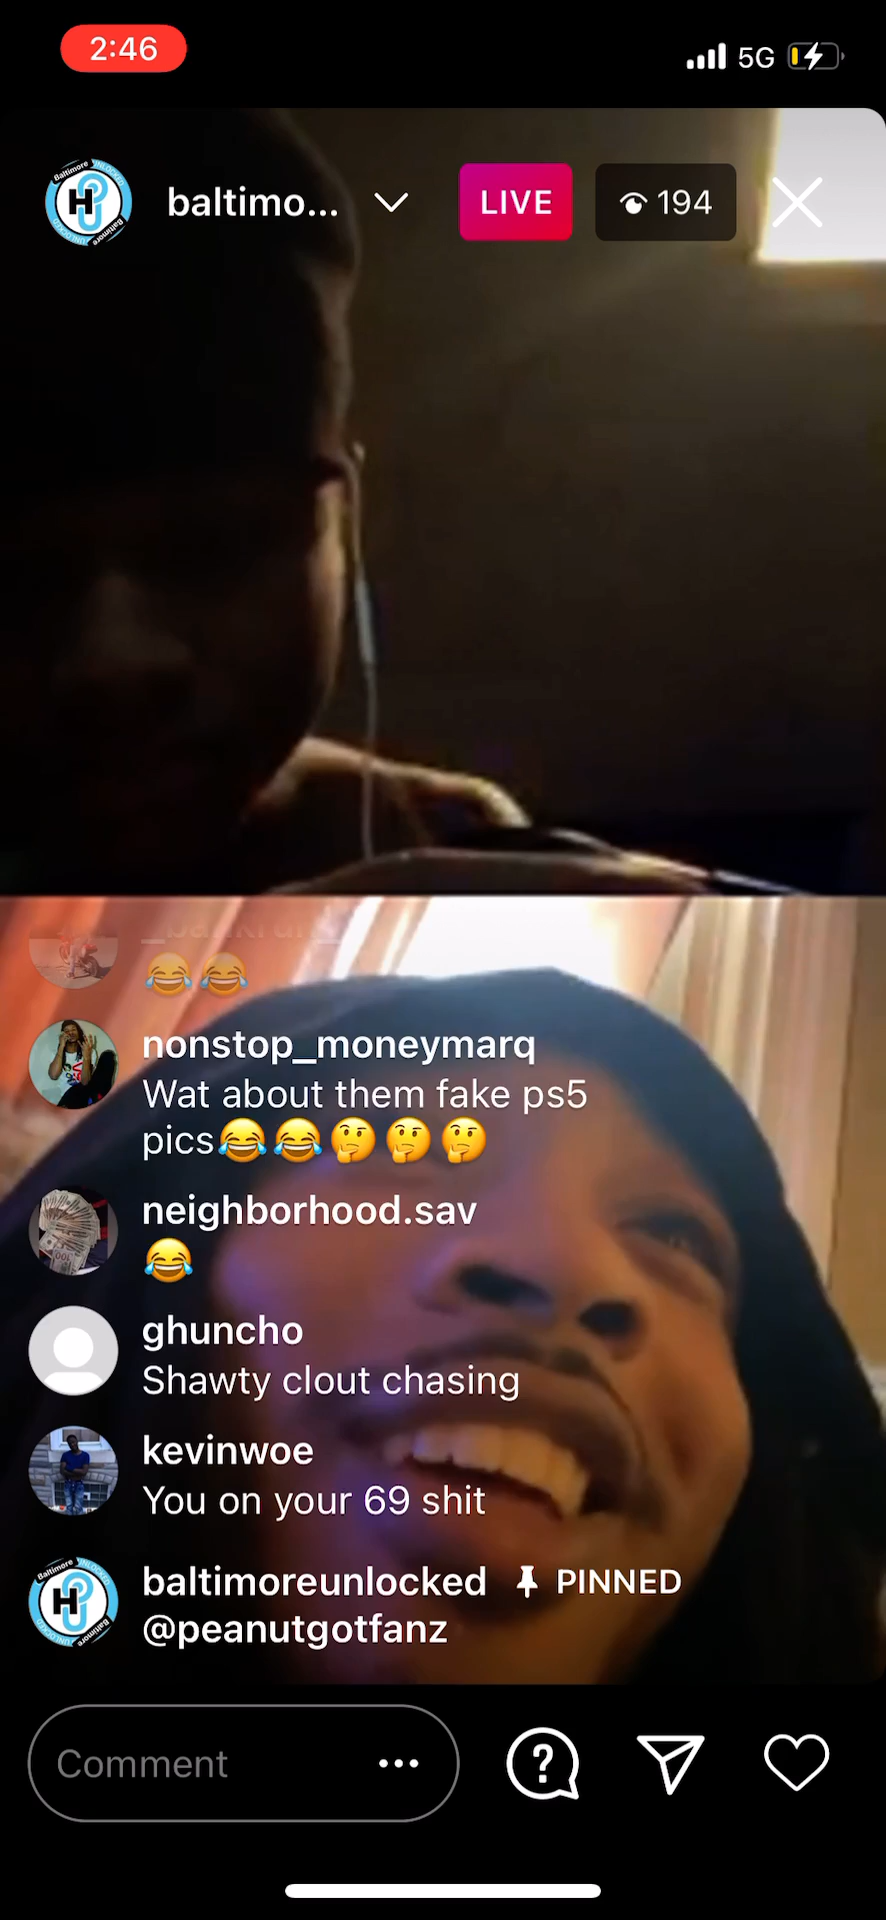 2:46
5G
baltimo...
LIVE
194
😂😂
nonstop_moneymarq
Wat about them fake ps5
pics😂😂🤔🤔🤔
neighborhood.sav
😂
ghuncho
Shawty clout chasing
kevinwoe
You on your 69 shit
baltimoreunlocked PINNED
@peanutgotfanz
Comment